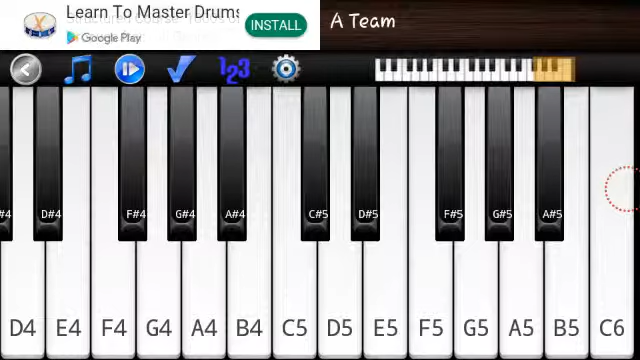 Learn To Master Drums
Google Play
INSTALL
A Team
123
#4 D#4 F#4 G#4 A#4 C#5 D#5 F#5 G#5 A#5
D4 E4 F4 G4 A4 B4 C5 D5 E5 F5 G5 A5 B5 C6